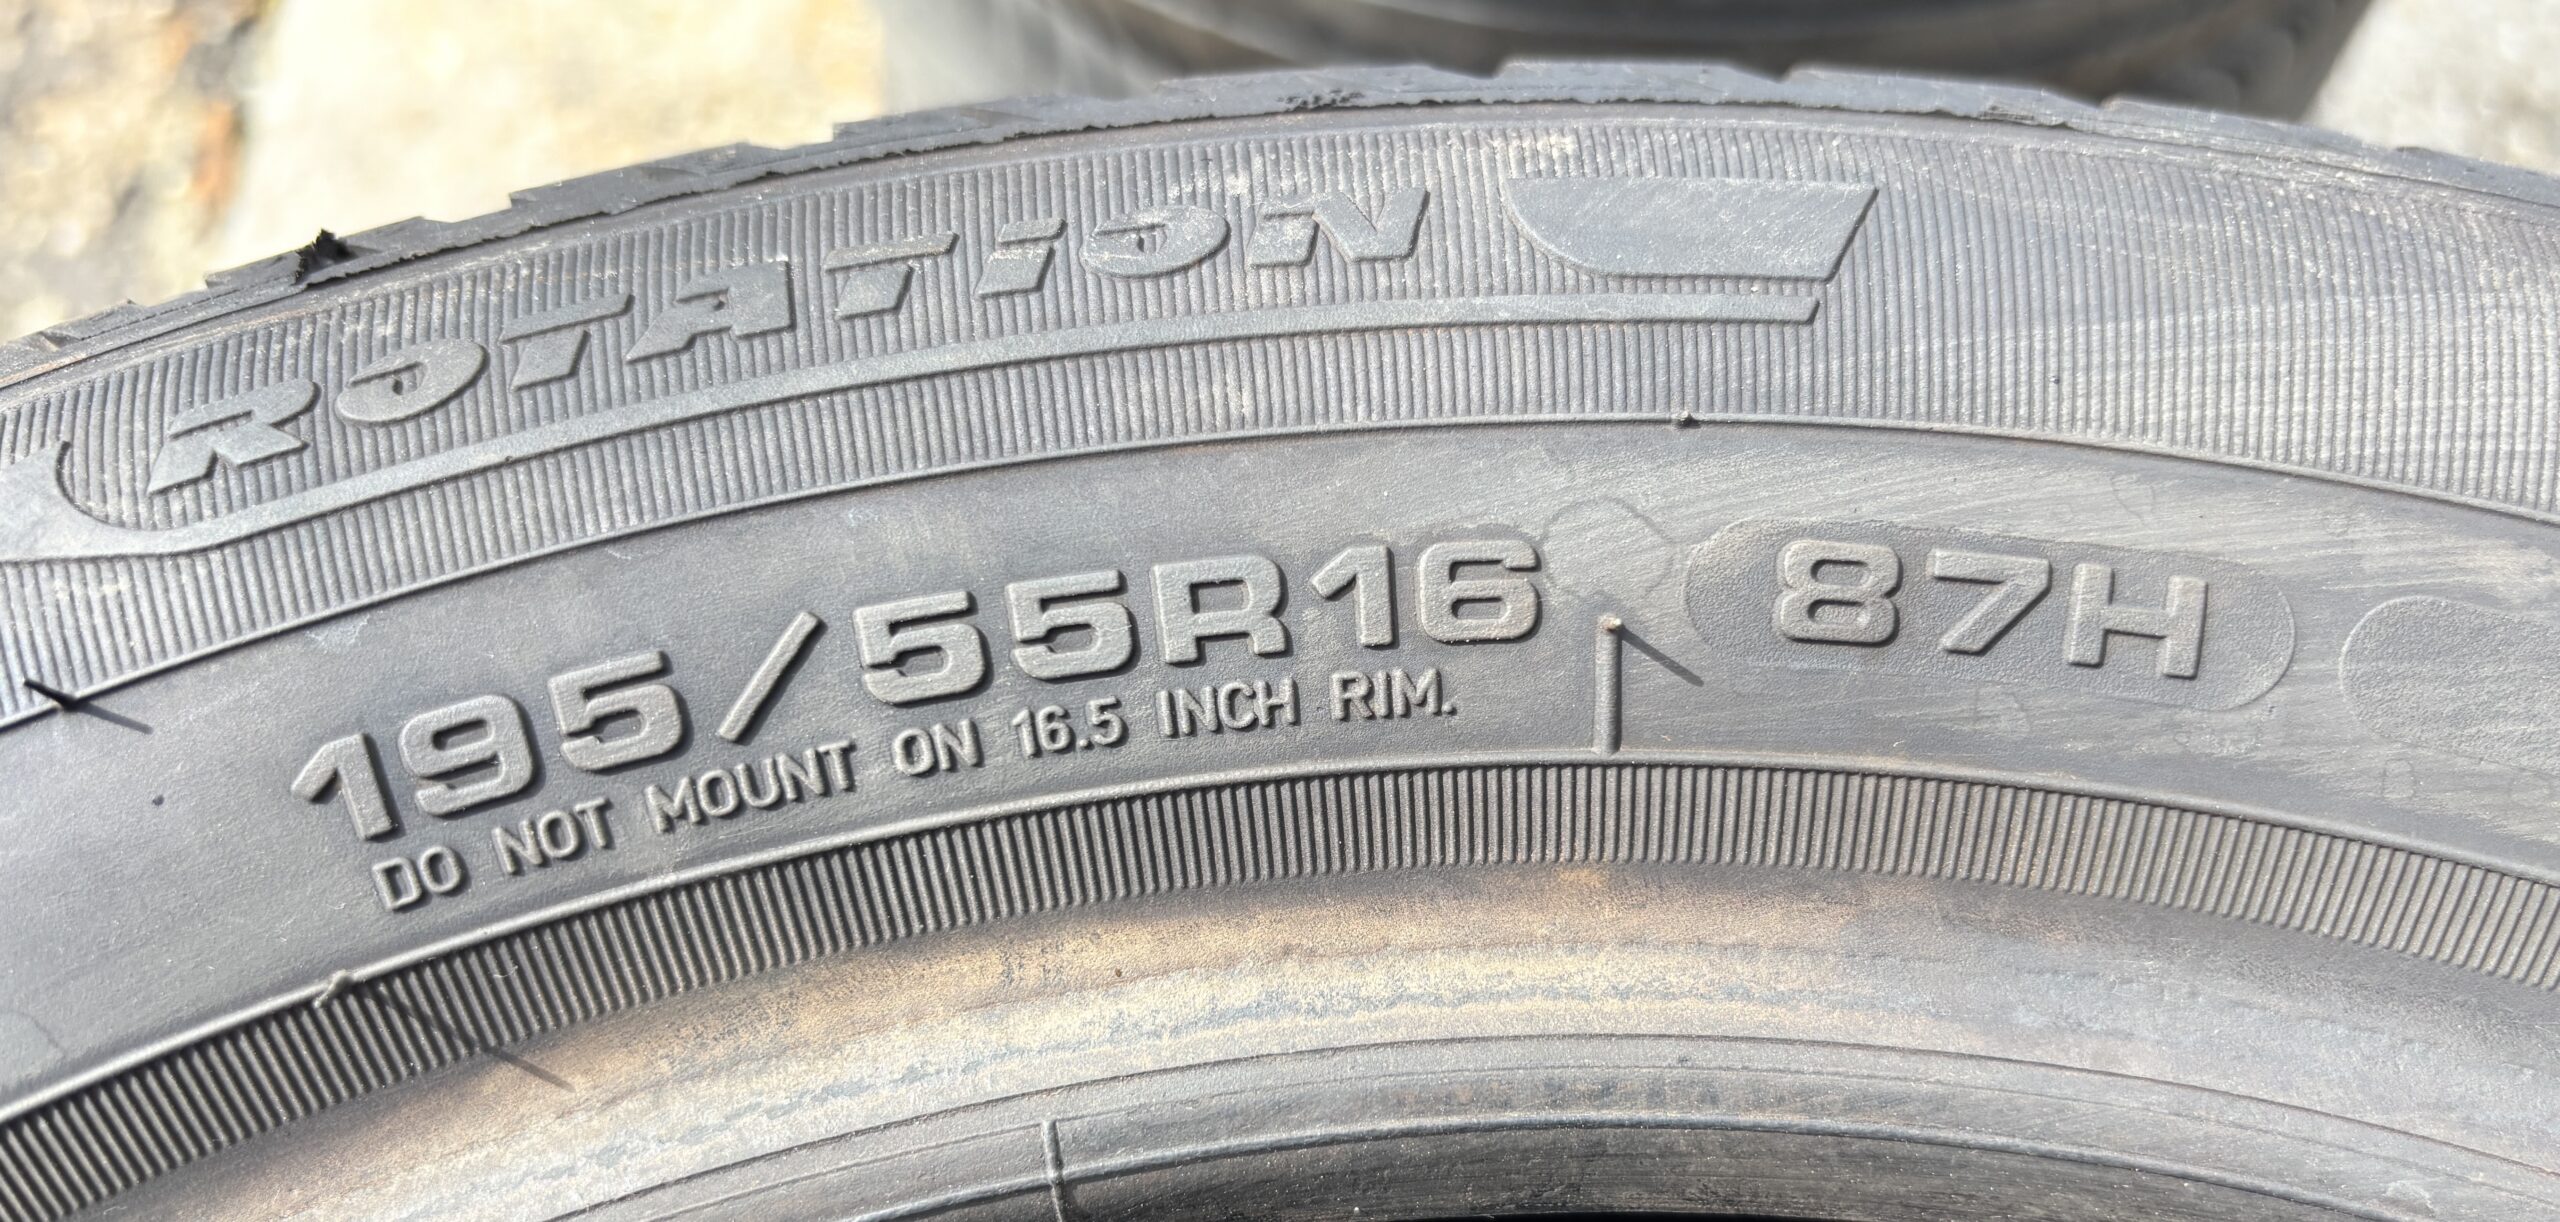 ROTATION
195/55R16 87H
DO NOT MOUNT ON 16.5 INCH RIM.